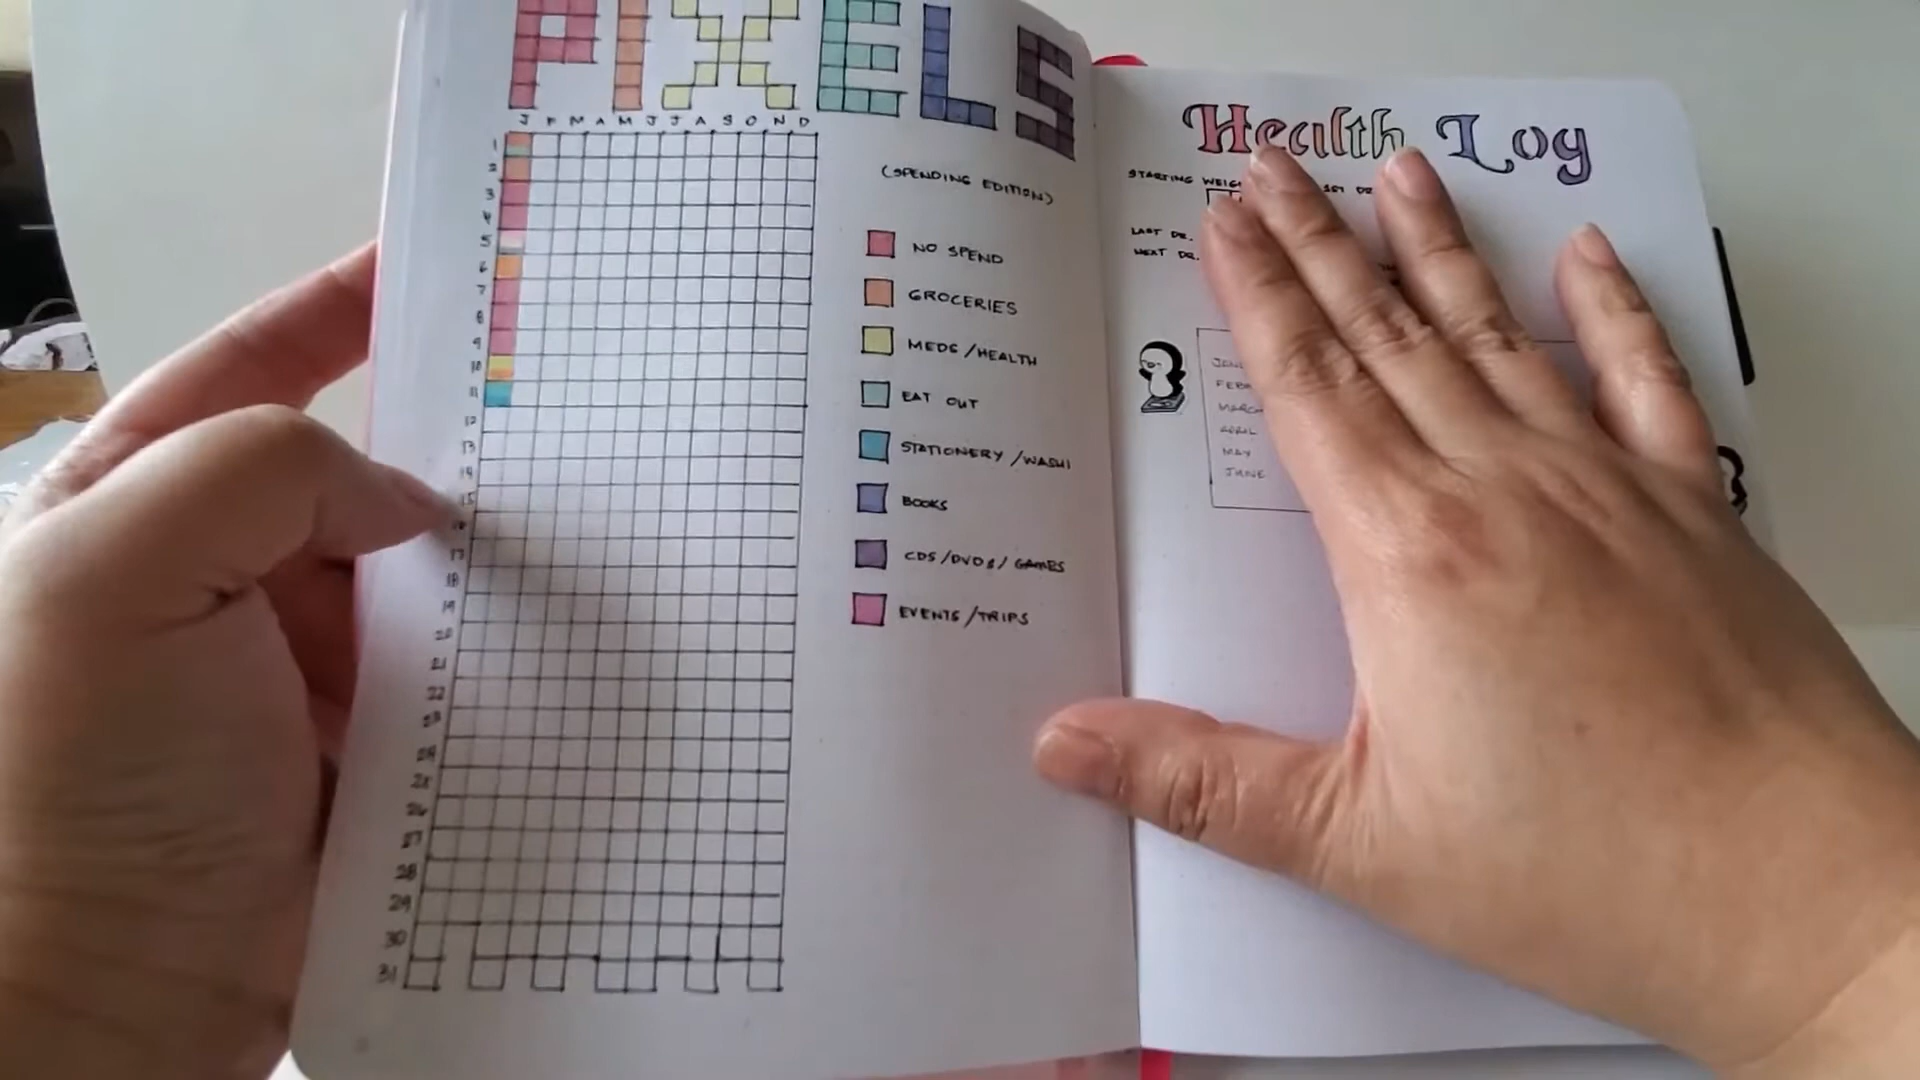 PIXELS
J F M A M J J A S O N D
1
2
3
4
5
6
7
8
9
10
11
12
13
14
15
16
17
18
19
20
21
22
23
24
25
26
27
28
29
30
31
(SPENDING EDITION)
NO SPEND
GROCERIES
MEDS/HEALTH
EAT OUT
STATIONERY/WASHI
BOOKS
CDS/DVDS/GAMES
EVENTS/TRIPS
Health Log
STARTING
1ST DR
LAST DR.
NEXT DR.
MARCH
APRIL
MAY
JUNE